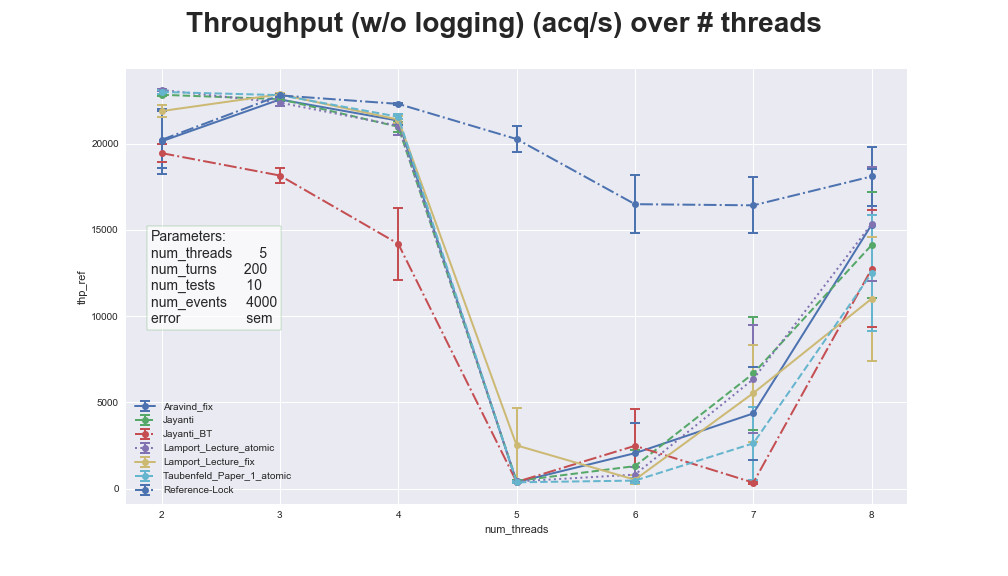 Throughput (w/o logging) (acq/s) over # threads
20000
15000
10000
5000
0
thp_ref
Parameters:
num_threads 5
num_turns 200
num_tests 10
num_events 4000
error sem
Aravind_fix
Jayanti
Jayanti_BT
Lamport_Lecture_atomic
Lamport_Lecture_fix
Taubenfeld_Paper_1_atomic
Reference-Lock
2 3 4 5 6 7 8
num_threads